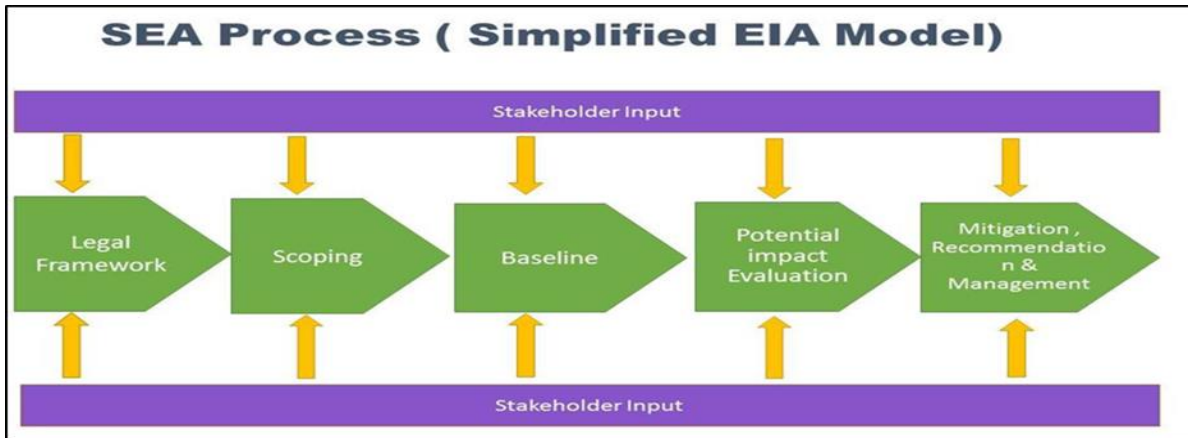 SEA Process ( Simplified EIA Model)
Stakeholder Input
Legal
Framework
Scoping
Baseline
Potential
impact
Evaluation
Mitigation ,
Recommendatio
n &
Management
Stakeholder Input